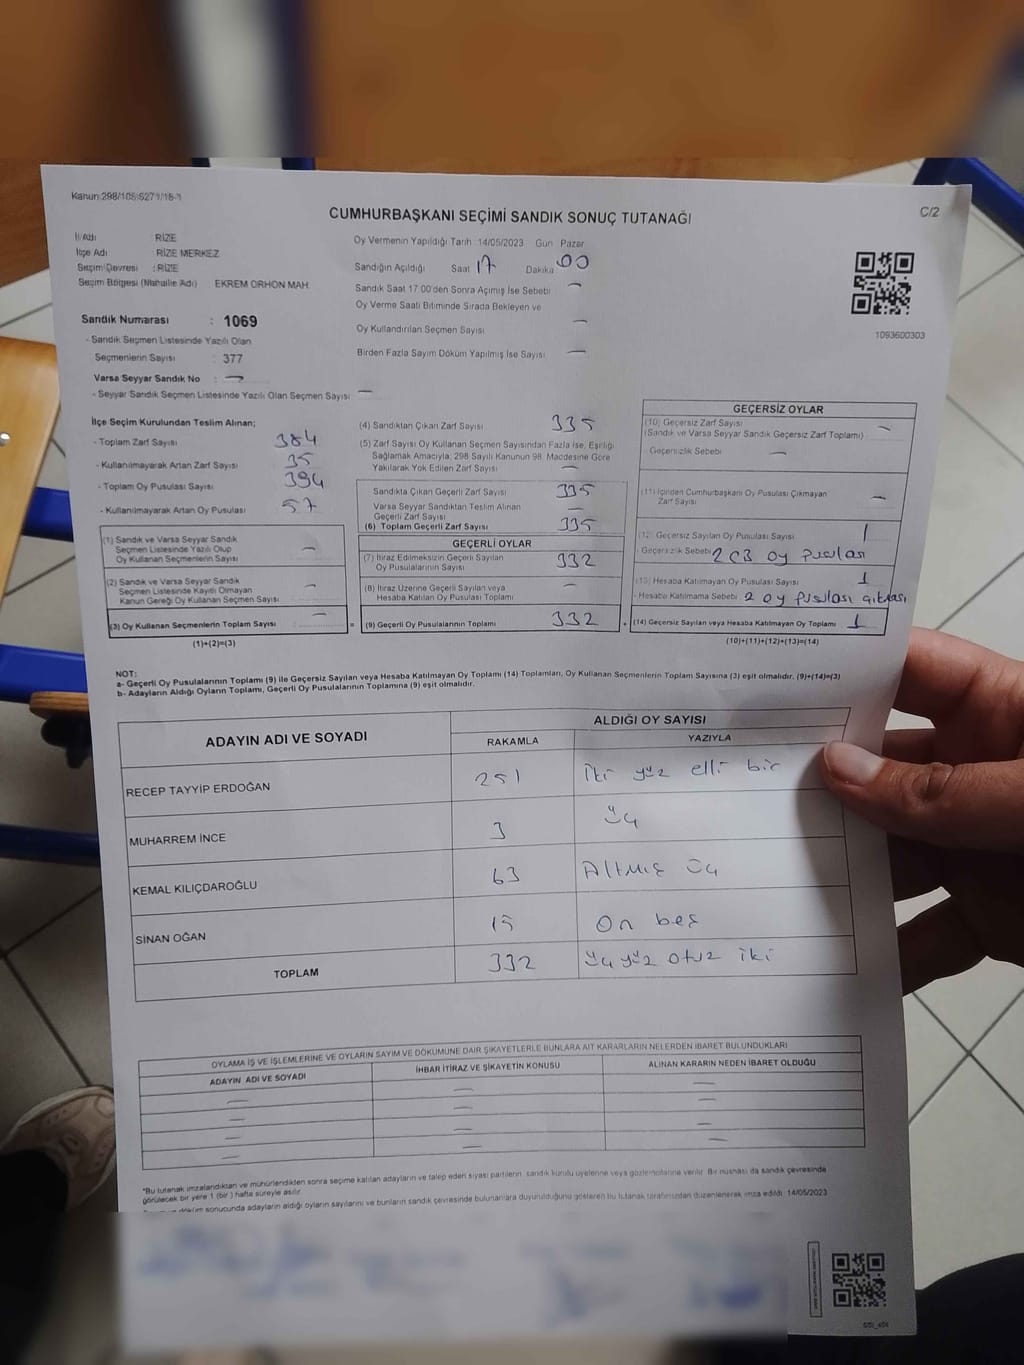 Kanun 298/105:6271/18-1
CUMHURBAŞKANI SEÇİMİ SANDIK SONUÇ TUTANAĞI
C/2
İl Adı RİZE
İlçe Adı : RİZE MERKEZ
Seçim Çevresi : RİZE
Seçim Bölgesi (Mahalle Adı) EKREM ORHON MAH.
Oy Vermenin Yapıldığı Tarih :14/05/2023 Gün Pazar
Sandığın Açıldığı Saat 17 Dakika 00
Sandık Saat 17:00'den Sonra Açımış İse Sebebi —
Oy Verme Saati Bitiminde Sırada Bekleyen ve
Oy Kullandırılan Seçmen Sayısı —
Birden Fazla Sayım Döküm Yapılmış İse Sayısı —
1093600303
Sandık Numarası : 1069
- Sandık Seçmen Listesinde Yazılı Olan
Seçmenlerin Sayısı : 377
Varsa Seyyar Sandık No : —
- Seyyar Sandık Seçmen Listesinde Yazılı Olan Seçmen Sayısı —
İlçe Seçim Kurulundan Teslim Alınan;
- Toplam Zarf Sayısı 384
- Kullanılmayarak Artan Zarf Sayısı 35
- Toplam Oy Pusulası Sayısı 394
- Kullanılmayarak Artan Oy Pusulası 57
(1) Sandık ve Varsa Seyyar Sandık
Seçmen Listesinde Yazılı Olup
Oy Kullanan Seçmenlerin Sayısı —
(2) Sandık ve Varsa Seyyar Sandık
Seçmen Listesinde Kayıtlı Olmayan
Kanun Gereği Oy Kullanan Seçmen Sayısı —
(3) Oy Kullanan Seçmenlerin Toplam Sayısı —
(1)+(2)=(3)
(4) Sandıktan Çıkan Zarf Sayısı 335
(5) Zarf Sayısı Oy Kullanan Seçmen Sayısından Fazla İse, Eşitliği
Sağlamak Amacıyla, 298 Sayılı Kanunun 98. Maddesine Göre
Yakılarak Yok Edilen Zarf Sayısı —
Sandıkta Çıkan Geçerli Zarf Sayısı 335
Varsa Seyyar Sandıktan Teslim Alınan
Geçerli Zarf Sayısı —
(6) Toplam Geçerli Zarf Sayısı 335
GEÇERLİ OYLAR
(7) İtiraz Edilmeksizin Geçerli Sayılan
Oy Pusulalarının Sayısı 332
(8) İtiraz Üzerine Geçerli Sayılan veya
Hesaba Katılan Oy Pusulası Toplamı —
= (9) Geçerli Oy Pusulalarının Toplamı 332 +
GEÇERSİZ OYLAR
(10) Geçersiz Zarf Sayısı
(Sandık ve Varsa Seyyar Sandık Geçersiz Zarf Toplamı) —
- Geçersizlik Sebebi —
(11) İçinden Cumhurbaşkanı Oy Pusulası Çıkmayan
Zarf Sayısı —
(12) Geçersiz Sayılan Oy Pusulası Sayısı 1
- Geçersizlik Sebebi 2 CB oy pusulası
(13) Hesaba Katılmayan Oy Pusulası Sayısı 1
- Hesaba Katılmama Sebebi 2 oy pusulası çıkması
(14) Geçersiz Sayılan veya Hesaba Katılmayan Oy Toplamı 1
(10)+(11)+(12)+(13)=(14)
NOT:
a- Geçerli Oy Pusulalarının Toplamı (9) ile Geçersiz Sayılan veya Hesaba Katılmayan Oy Toplamı (14) Toplamları, Oy Kullanan Seçmenlerin Toplam Sayısına (3) eşit olmalıdır. (9)+(14)=(3)
b- Adayların Aldığı Oyların Toplamı, Geçerli Oy Pusulalarının Toplamına (9) eşit olmalıdır.
ADAYIN ADI VE SOYADI
ALDIĞI OY SAYISI
RAKAMLA YAZIYLA
RECEP TAYYİP ERDOĞAN 251 İki yüz elli bir
MUHARREM İNCE 3 üç
KEMAL KILIÇDAROĞLU 63 Altmış üç
SİNAN OĞAN 15 On beş
TOPLAM 332 üç yüz otuz iki
OYLAMA İŞ VE İŞLEMLERİNE VE OYLARIN SAYIM VE DÖKÜMÜNE DAİR ŞİKAYETLERLE BUNLARA AİT KARARLARIN NELERDEN İBARET BULUNDUKLARI
ADAYIN ADI VE SOYADI İHBAR İTİRAZ VE ŞİKAYETİN KONUSU ALINAN KARARIN NEDEN İBARET OLDUĞU
— — —
— — —
— — —
— — —
*Bu tutanak imzalandıktan ve mühürlendikten sonra seçime katılan adayların ve talep eden siyasi partilerin, sandık kurulu üyelerine veya gözlemcilerine verilir. Bir nüshası da sandık çevresinde
görülecek bir yere 1 (bir ) hafta süreyle asılır.
döküm sonucunda adayların aldığı oyların sayılarını ve bunların sandık çevresinde bulunanlara duyurulduğunu gösteren bu tutanak tarafımızdan düzenlenerek imza edildi. 14/05/2023